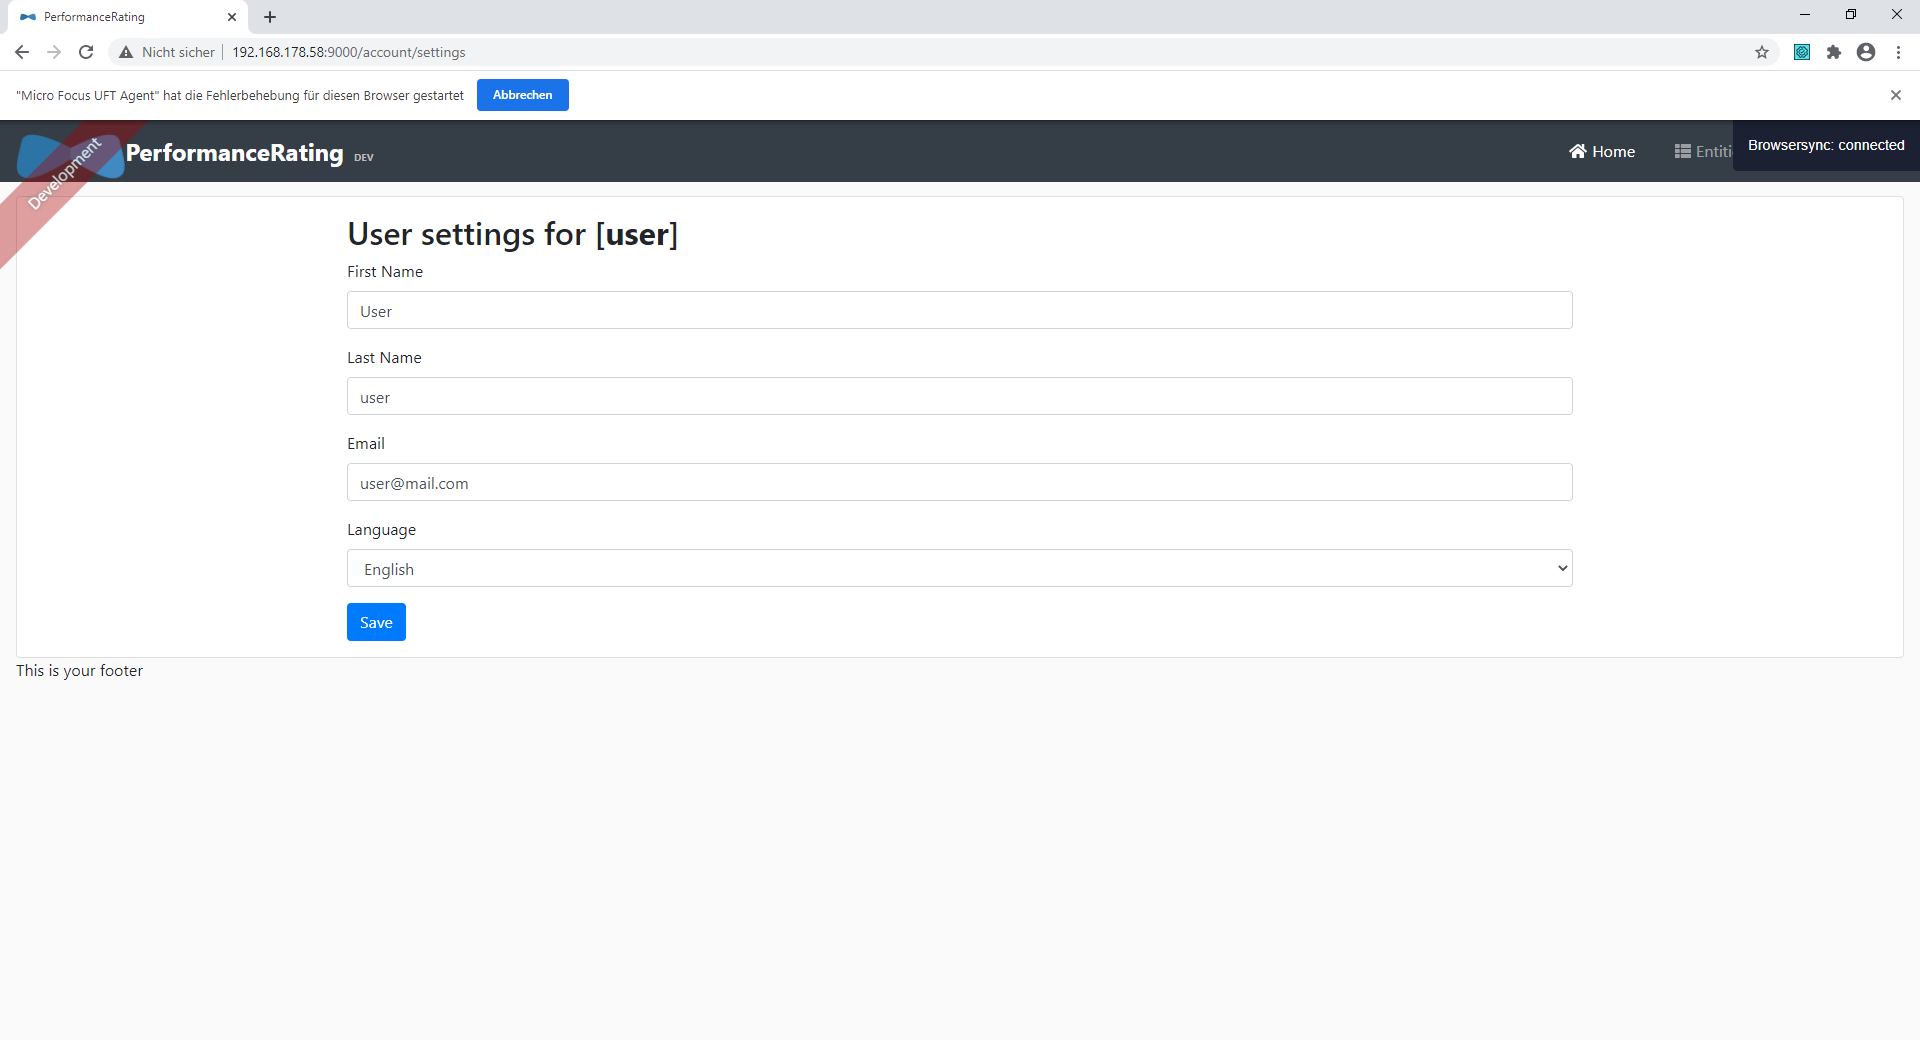 PerformanceRating
Nicht sicher 192.168.178.58:9000/account/settings
"Micro Focus UFT Agent" hat die Fehlerbehebung für diesen Browser gestartet Abbrechen
Development
PerformanceRating DEV
Home
Entiti
Browsersync: connected
User settings for [user]
First Name
User
Last Name
user
Email
user@mail.com
Language
English
Save
This is your footer